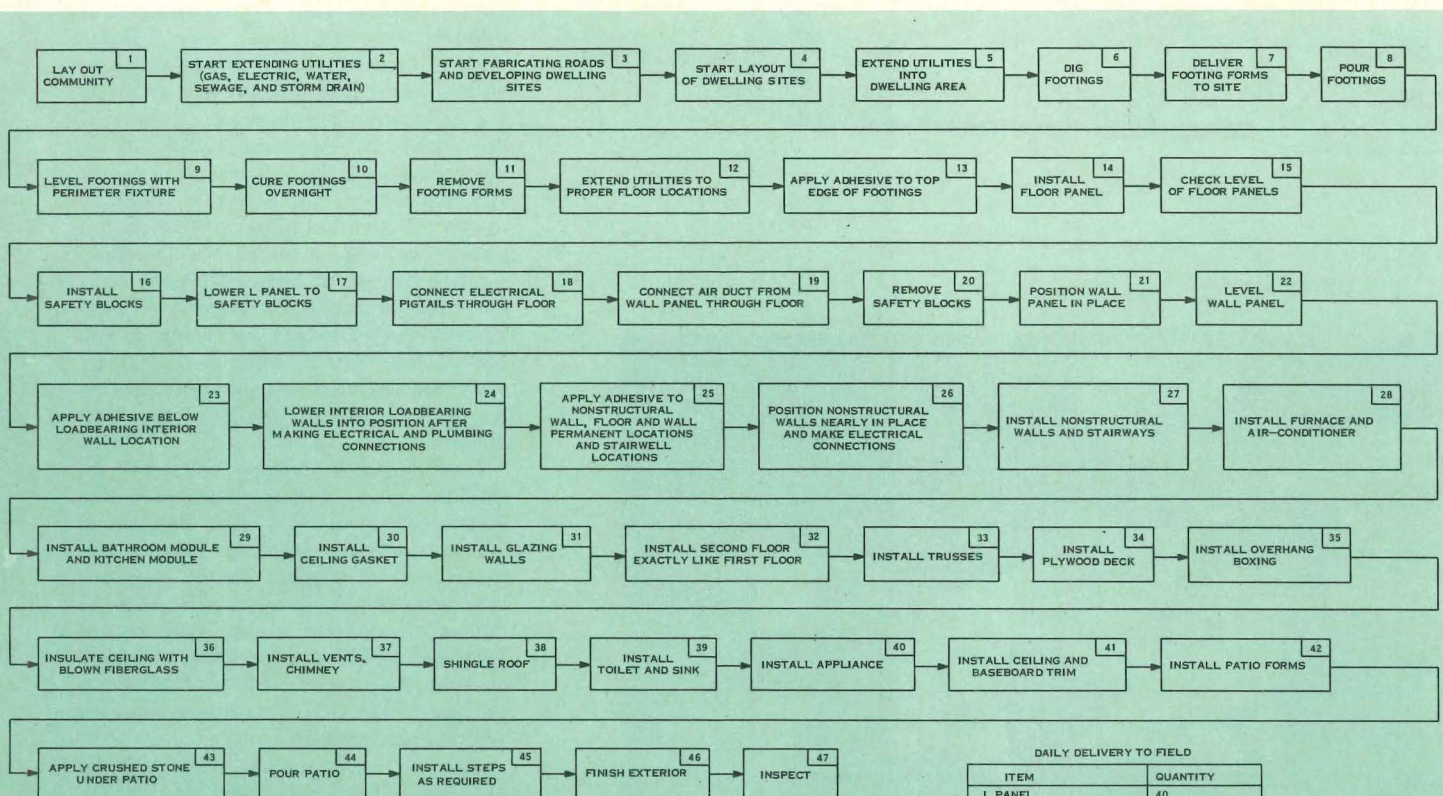 1
LAY OUT
COMMUNITY
2
START EXTENDING UTILITIES
(GAS, ELECTRIC, WATER,
SEWAGE, AND STORM DRAIN)
3
START FABRICATING ROADS
AND DEVELOPING DWELLING
SITES
4
START LAYOUT
OF DWELLING SITES
5
EXTEND UTILITIES
INTO
DWELLING AREA
6
DIG
FOOTINGS
7
DELIVER
FOOTING FORMS
TO SITE
8
POUR
FOOTINGS
9
LEVEL FOOTINGS WITH
PERIMETER FIXTURE
10
CURE FOOTINGS
OVERNIGHT
11
REMOVE
FOOTING FORMS
12
EXTEND UTILITIES TO
PROPER FLOOR LOCATIONS
13
APPLY ADHESIVE TO TOP
EDGE OF FOOTINGS
14
INSTALL
FLOOR PANEL
15
CHECK LEVEL
OF FLOOR PANELS
16
INSTALL
SAFETY BLOCKS
17
LOWER L PANEL TO
SAFETY BLOCKS
18
CONNECT ELECTRICAL
PIGTAILS THROUGH FLOOR
19
CONNECT AIR DUCT FROM
WALL PANEL THROUGH FLOOR
20
REMOVE
SAFETY BLOCKS
21
POSITION WALL
PANEL IN PLACE
22
LEVEL
WALL PANEL
23
APPLY ADHESIVE BELOW
LOADBEARING INTERIOR
WALL LOCATION
24
LOWER INTERIOR LOADBEARING
WALLS INTO POSITION AFTER
MAKING ELECTRICAL AND PLUMBING
CONNECTIONS
25
APPLY ADHESIVE TO
NONSTRUCTURAL
WALL, FLOOR AND WALL
PERMANENT LOCATIONS
AND STAIRWELL
LOCATIONS
26
POSITION NONSTRUCTURAL
WALLS NEARLY IN PLACE
AND MAKE ELECTRICAL
CONNECTIONS
27
INSTALL NONSTRUCTURAL
WALLS AND STAIRWAYS
28
INSTALL FURNACE AND
AIR-CONDITIONER
29
INSTALL BATHROOM MODULE
AND KITCHEN MODULE
30
INSTALL
CEILING GASKET
31
INSTALL GLAZING
WALLS
32
INSTALL SECOND FLOOR
EXACTLY LIKE FIRST FLOOR
33
INSTALL TRUSSES
34
INSTALL
PLYWOOD DECK
35
INSTALL OVERHANG
BOXING
36
INSULATE CEILING WITH
BLOWN FIBERGLASS
37
INSTALL VENTS,
CHIMNEY
38
SHINGLE ROOF
39
INSTALL
TOILET AND SINK
40
INSTALL APPLIANCE
41
INSTALL CEILING AND
BASEBOARD TRIM
42
INSTALL PATIO FORMS
43
APPLY CRUSHED STONE
UNDER PATIO
44
POUR PATIO
45
INSTALL STEPS
AS REQUIRED
46
FINISH EXTERIOR
47
INSPECT
DAILY DELIVERY TO FIELD
ITEM QUANTITY
L PANEL 40